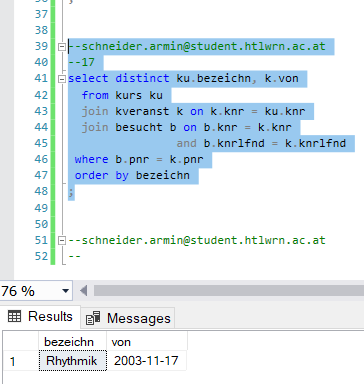 36 ;
37
38
39 --schneider.armin@student.htlwrn.ac.at
40 --17
41 select distinct ku.bezeichn, k.von
42 from kurs ku
43 join kveranst k on k.knr = ku.knr
44 join besucht b on b.knr = k.knr
45 and b.knrlfnd = k.knrlfnd
46 where b.pnr = k.pnr
47 order by bezeichn
48 ;
49
50
51 --schneider.armin@student.htlwrn.ac.at
52 --
76 %
Results Messages
bezeichn von
1 Rhythmik 2003-11-17